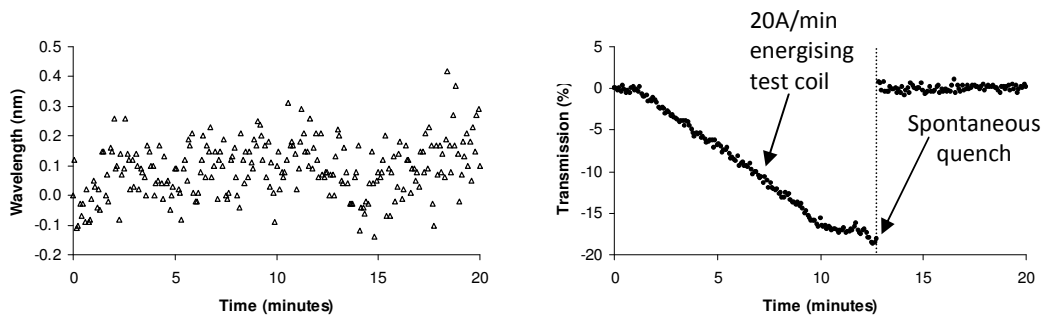 0.5
0.4
0.3
0.2
0.1
0.0
-0.1
-0.2
0
5
10
15
20
Wavelength (nm)
Time (minutes)
20A/min
energising
test coil
5
0
-5
-10
-15
-20
0
5
10
15
20
Transmission (%)
Time (minutes)
Spontaneous
quench